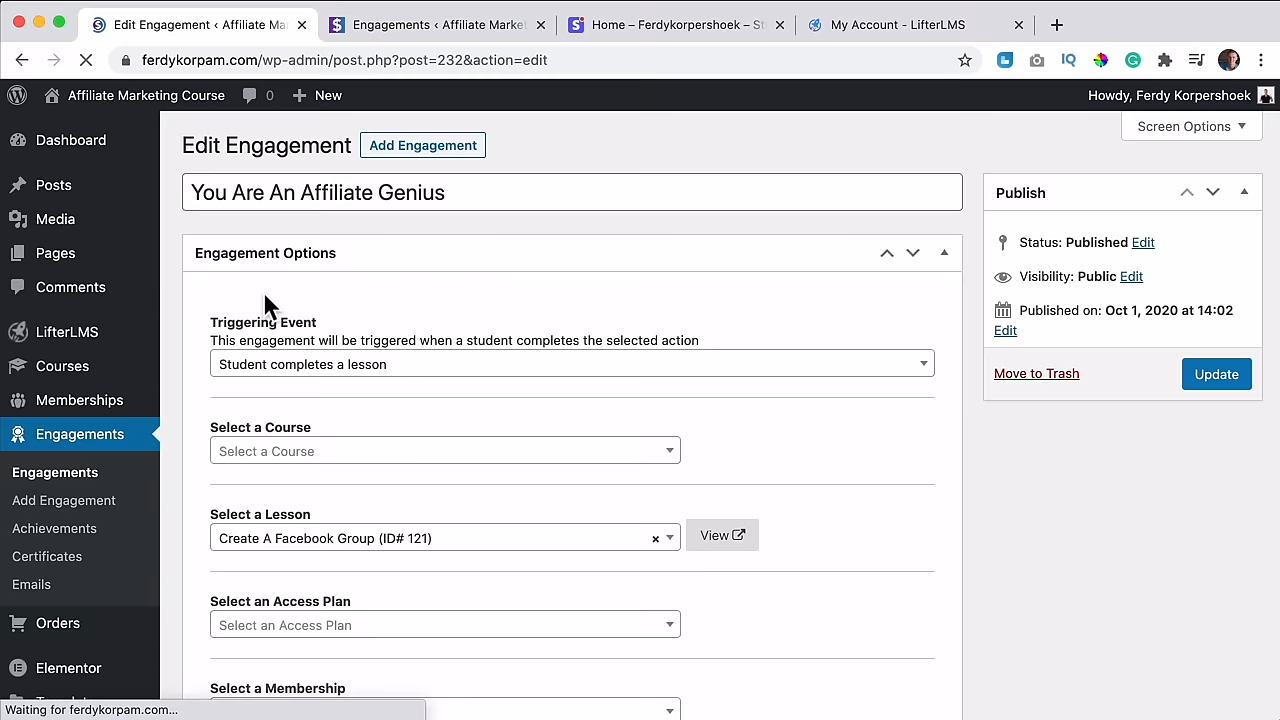 Edit Engagement ‹ Affiliate Ma
Engagements ‹ Affiliate Market
Home – Ferdykorpershoek – St
My Account - LifterLMS
ferdykorpam.com/wp-admin/post.php?post=232&action=edit
Affiliate Marketing Course
0
New
Howdy, Ferdy Korpershoek
Screen Options
Dashboard
Posts
Media
Pages
Comments
LifterLMS
Courses
Memberships
Engagements
Engagements
Add Engagement
Achievements
Certificates
Emails
Orders
Elementor
Edit Engagement
Add Engagement
You Are An Affiliate Genius
Engagement Options
Triggering Event
This engagement will be triggered when a student completes the selected action
Student completes a lesson
Select a Course
Select a Course
Select a Lesson
Create A Facebook Group (ID# 121)
×
View
Select an Access Plan
Select an Access Plan
Select a Membership
Publish
Status: Published Edit
Visibility: Public Edit
Published on: Oct 1, 2020 at 14:02
Edit
Move to Trash
Update
Waiting for ferdykorpam.com...